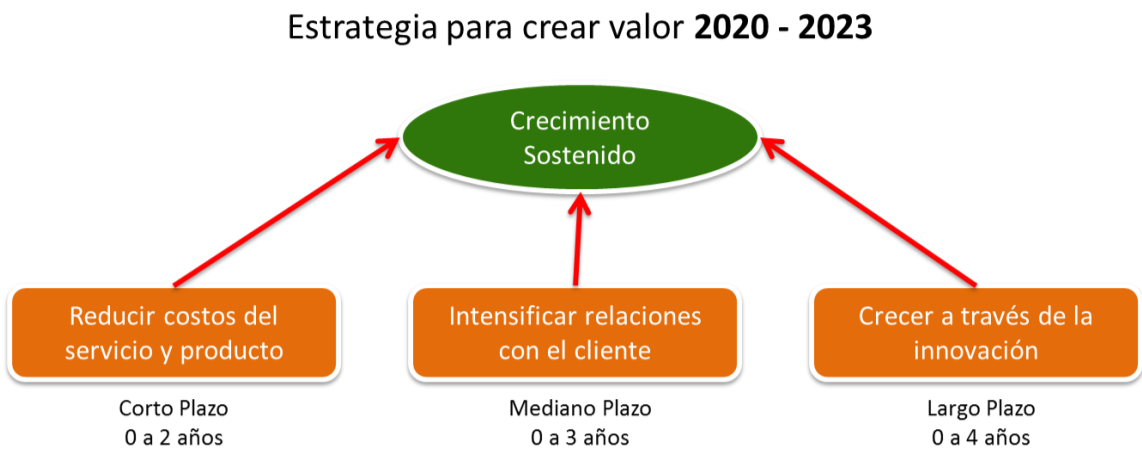 Estrategia para crear valor 2020 - 2023
Crecimiento
Sostenido
Reducir costos del
servicio y producto
Intensificar relaciones
con el cliente
Crecer a través de la
innovación
Corto Plazo
0 a 2 años
Mediano Plazo
0 a 3 años
Largo Plazo
0 a 4 años